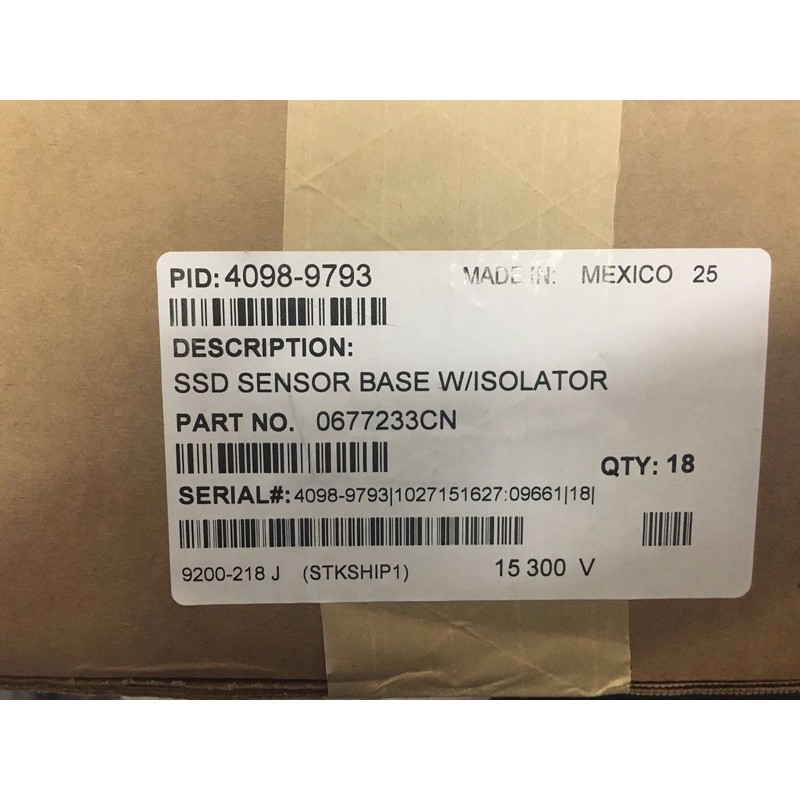 PID: 4098-9793 MADE IN: MEXICO 25
DESCRIPTION:
SSD SENSOR BASE W/ISOLATOR
PART NO. 0677233CN
QTY: 18
SERIAL#: 4098-9793|1027151627:09661|18|
9200-218 J (STKSHIP1) 15 300 V